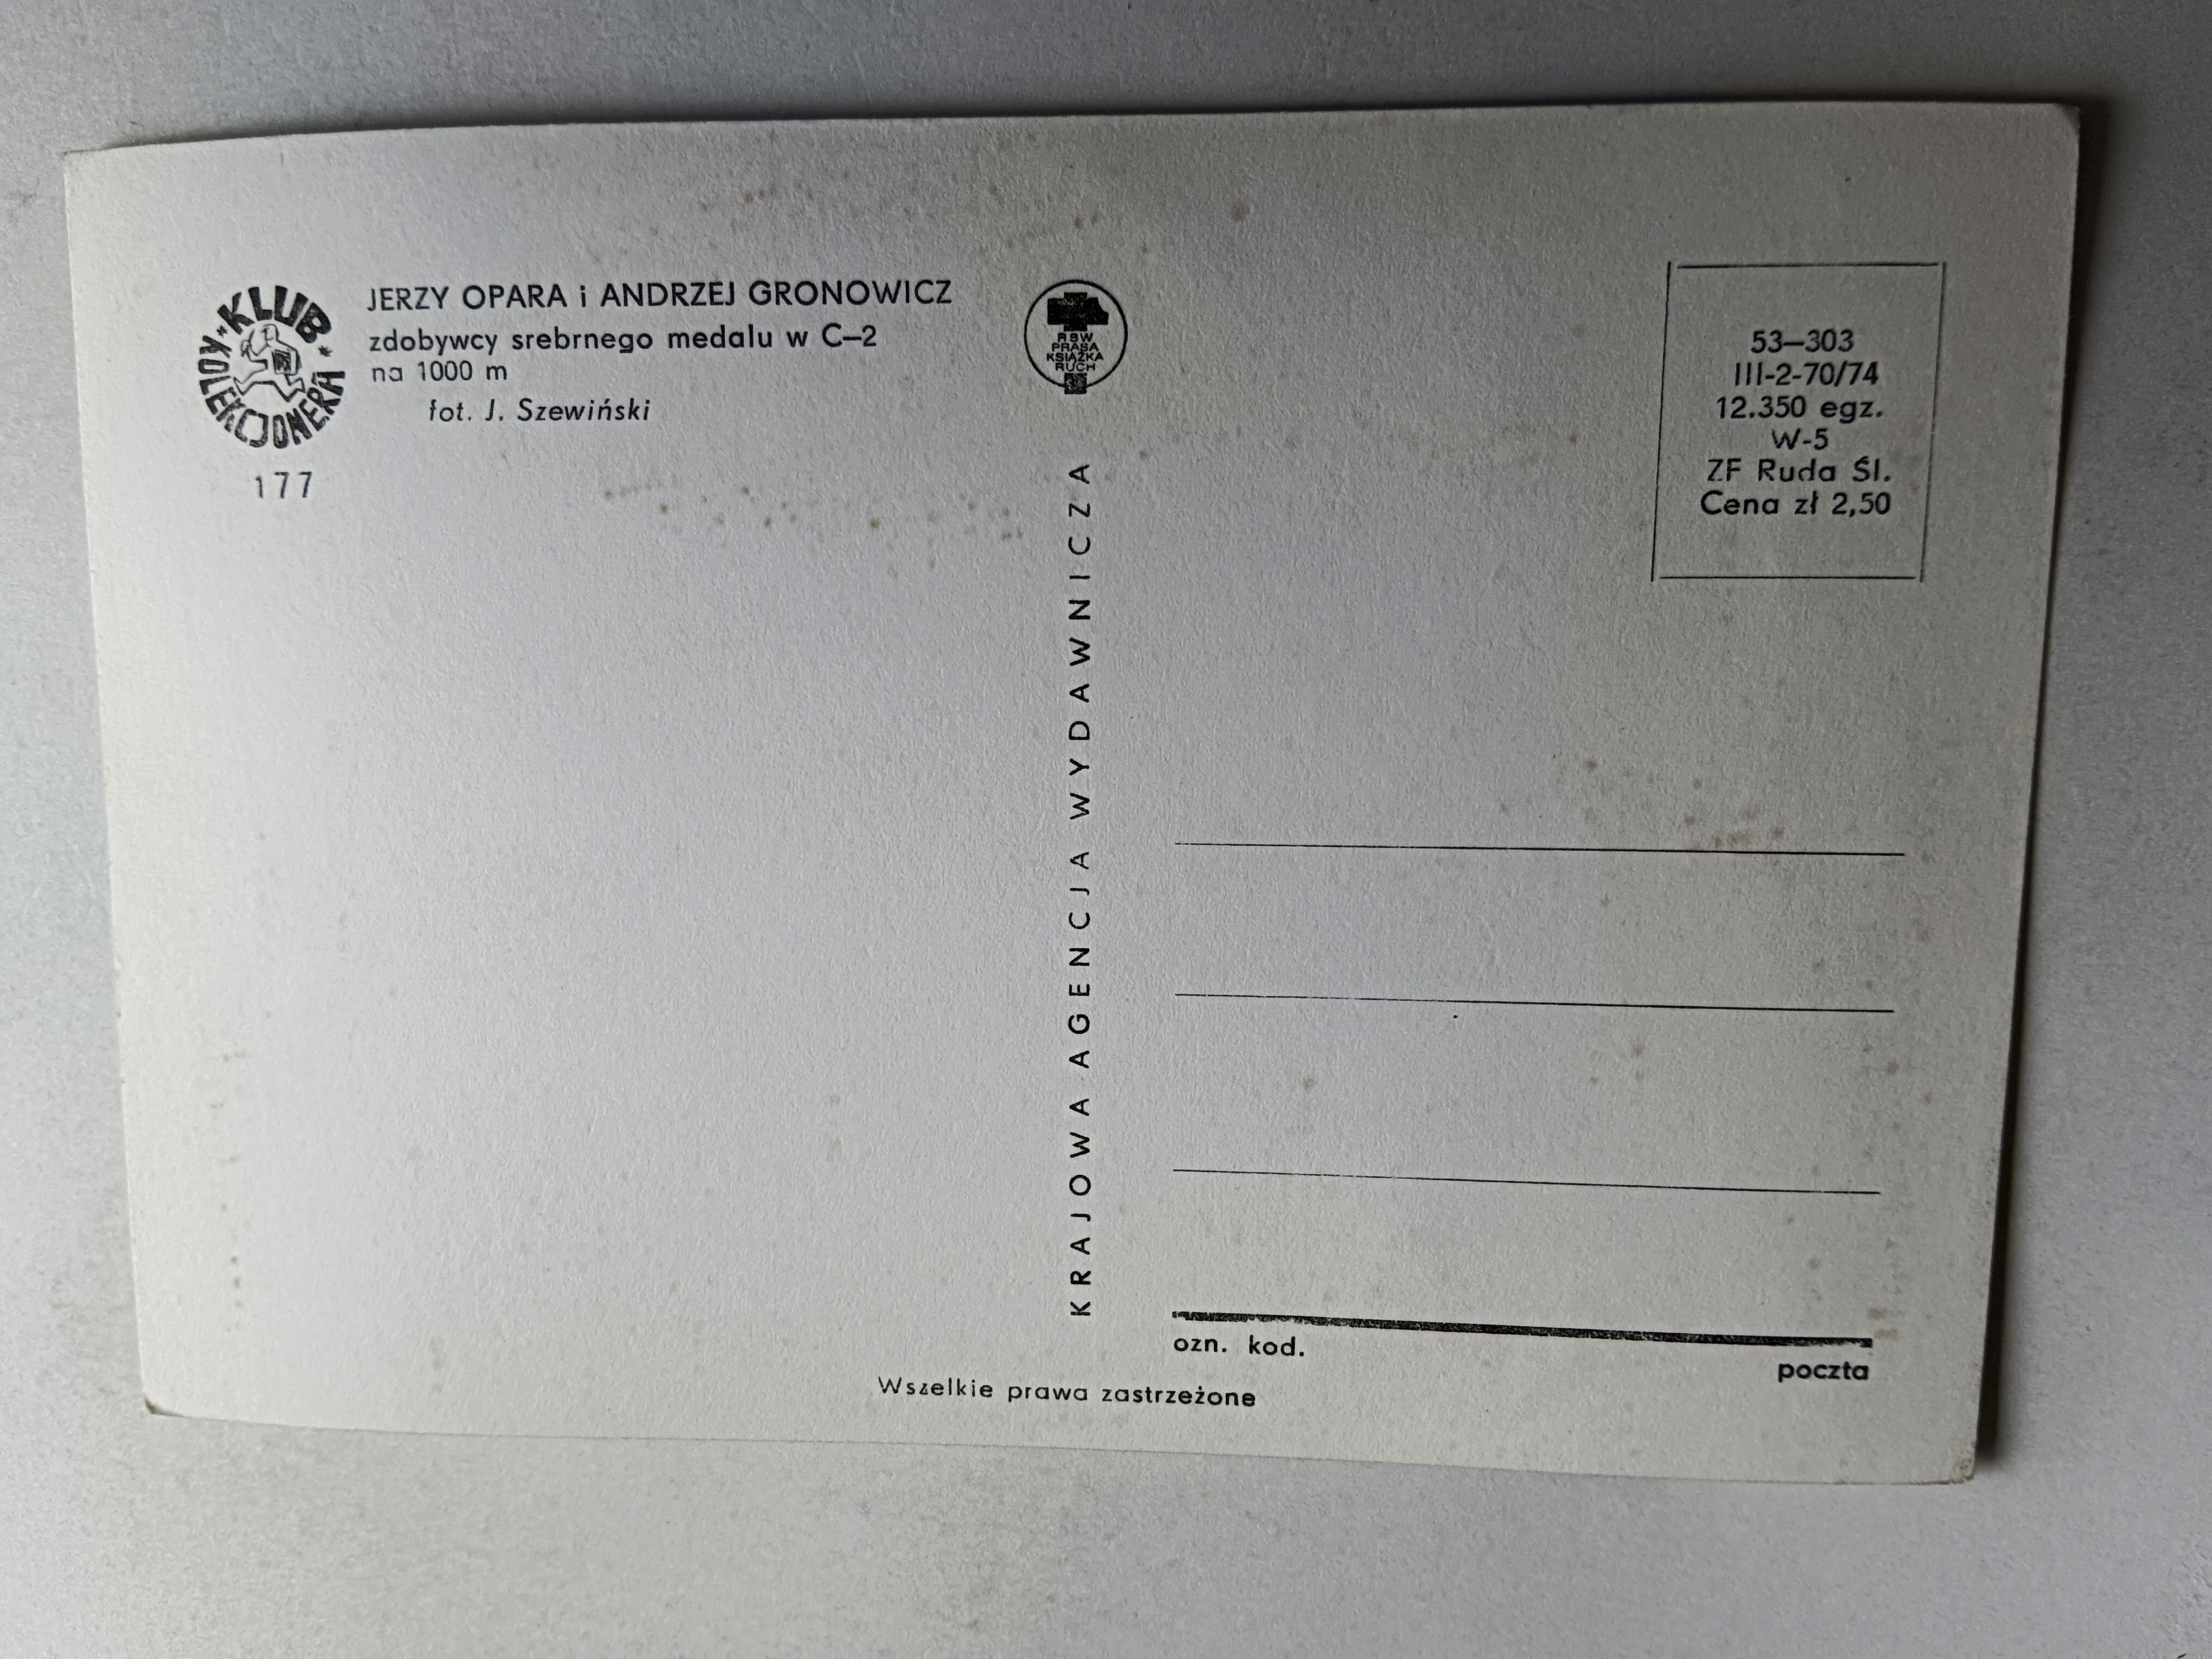 KLUB
KOLEKCJONERA
177
JERZY OPARA i ANDRZEJ GRONOWICZ
zdobywcy srebrnego medalu w C–2
na 1000 m
fot. J. Szewiński
RSW
PRASA
KSIĄŻKA
RUCH
KRAJOWA AGENCJA WYDAWNICZA
53–303
III-2-70/74
12.350 egz.
W-5
ZF Ruda Śl.
Cena zł 2,50
ozn. kod.
poczta
Wszelkie prawa zastrzeżone